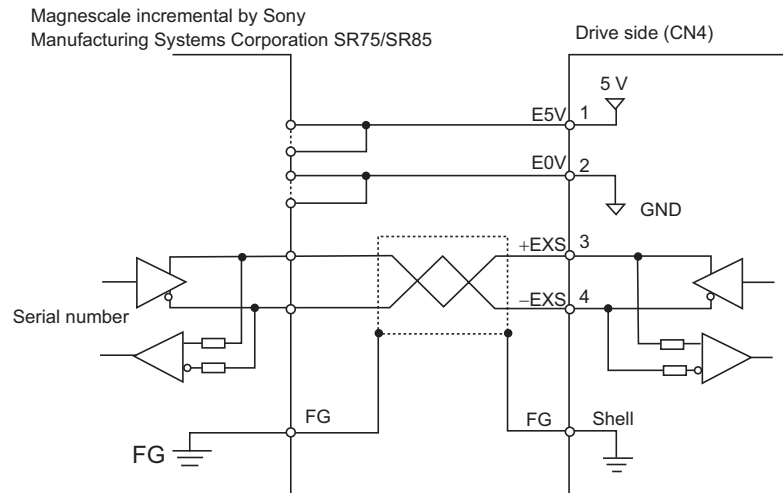 Magnescale incremental by Sony
Manufacturing Systems Corporation SR75/SR85
Drive side (CN4)
5 V
E5V 1
E0V 2
GND
+EXS 3
−EXS 4
Serial number
FG
FG
FG Shell